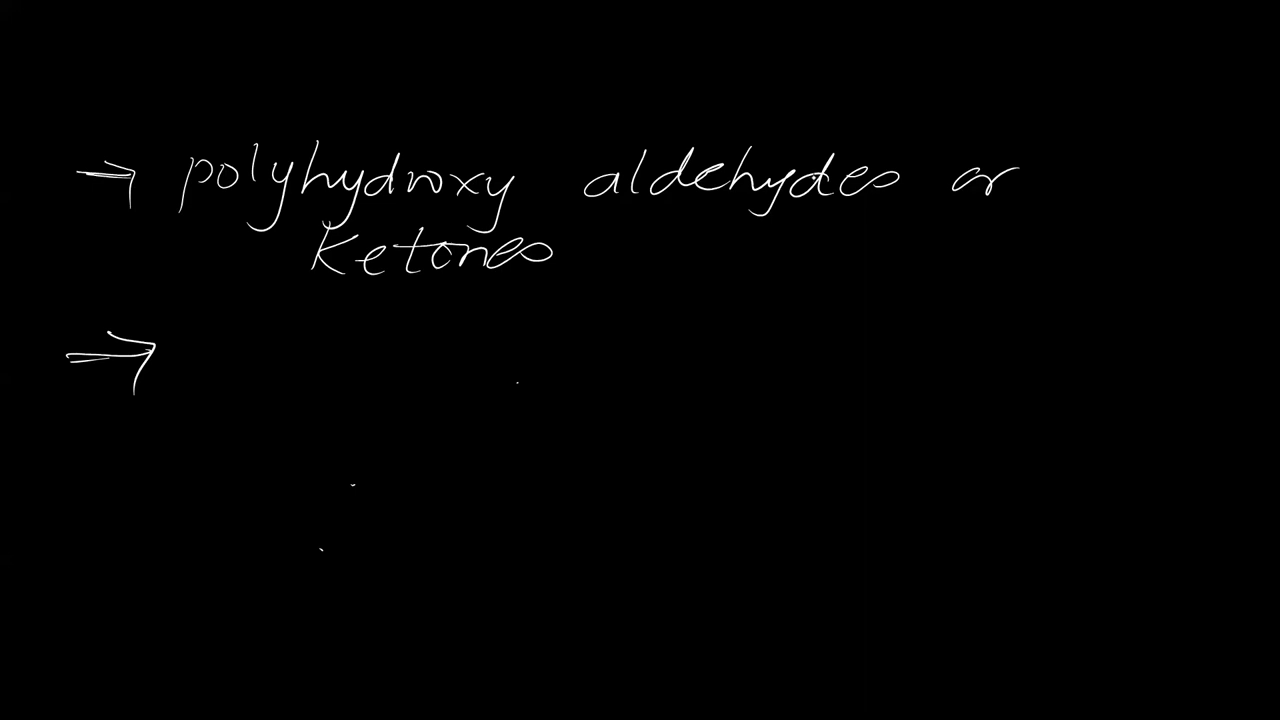 → polyhydroxy aldehydes or
Ketones
→